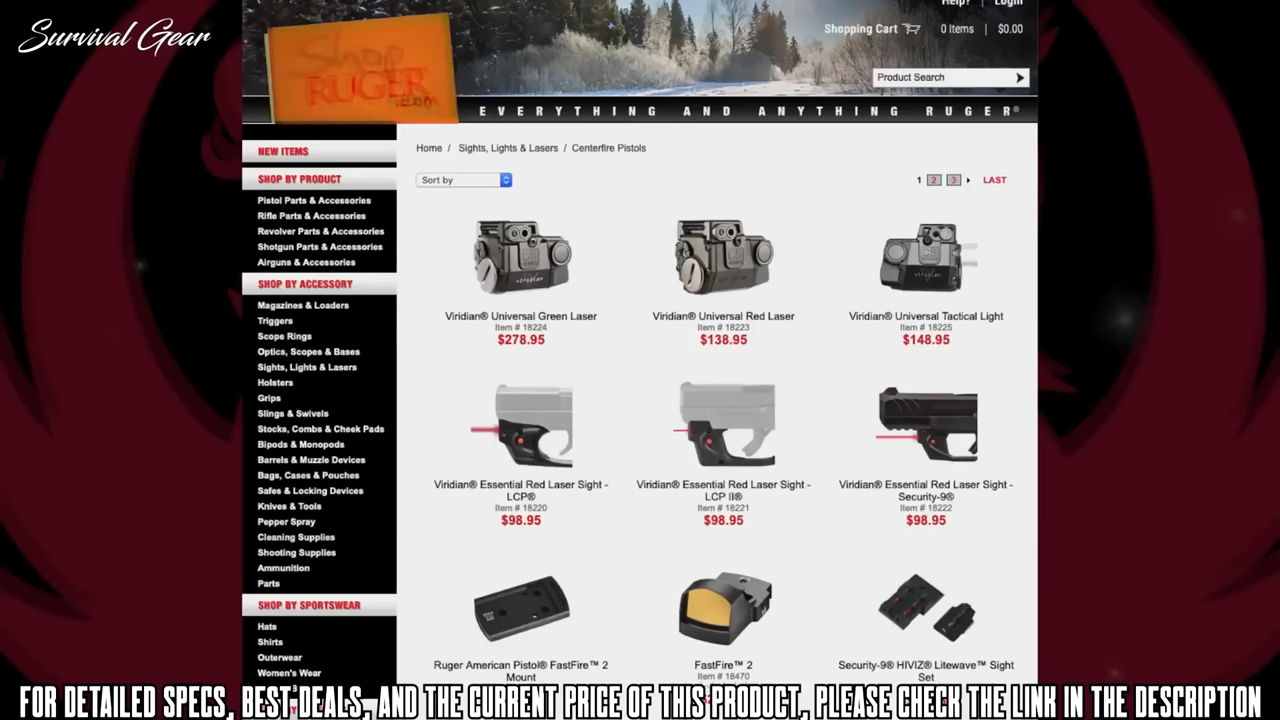 Survival Gear
Help? | Login
Shopping Cart 0 Items | $0.00
Shop
RUGER
.com
Product Search
EVERYTHING AND ANYTHING RUGER®
NEW ITEMS
SHOP BY PRODUCT
Pistol Parts & Accessories
Rifle Parts & Accessories
Revolver Parts & Accessories
Shotgun Parts & Accessories
Airguns & Accessories
SHOP BY ACCESSORY
Magazines & Loaders
Triggers
Scope Rings
Optics, Scopes & Bases
Sights, Lights & Lasers
Holsters
Grips
Slings & Swivels
Stocks, Combs & Cheek Pads
Bipods & Monopods
Barrels & Muzzle Devices
Bags, Cases & Pouches
Safes & Locking Devices
Knives & Tools
Pepper Spray
Cleaning Supplies
Shooting Supplies
Ammunition
Parts
SHOP BY SPORTSWEAR
Hats
Shirts
Outerwear
Women's Wear
Home / Sights, Lights & Lasers / Centerfire Pistols
Sort by
1 2 3 LAST
Viridian® Universal Green Laser
Item # 18224
$278.95
Viridian® Universal Red Laser
Item # 18223
$138.95
Viridian® Universal Tactical Light
Item # 18225
$148.95
Viridian® Essential Red Laser Sight -
LCP®
Item # 18220
$98.95
Viridian® Essential Red Laser Sight -
LCP II®
Item # 18221
$98.95
Viridian® Essential Red Laser Sight -
Security-9®
Item # 18222
$98.95
Ruger American Pistol® FastFire™ 2
Mount
FastFire™ 2
Item # 18470
Security-9® HIVIZ® Litewave™ Sight
Set
FOR DETAILED SPECS, BEST DEALS, AND THE CURRENT PRICE OF THIS PRODUCT, PLEASE CHECK THE LINK IN THE DESCRIPTION